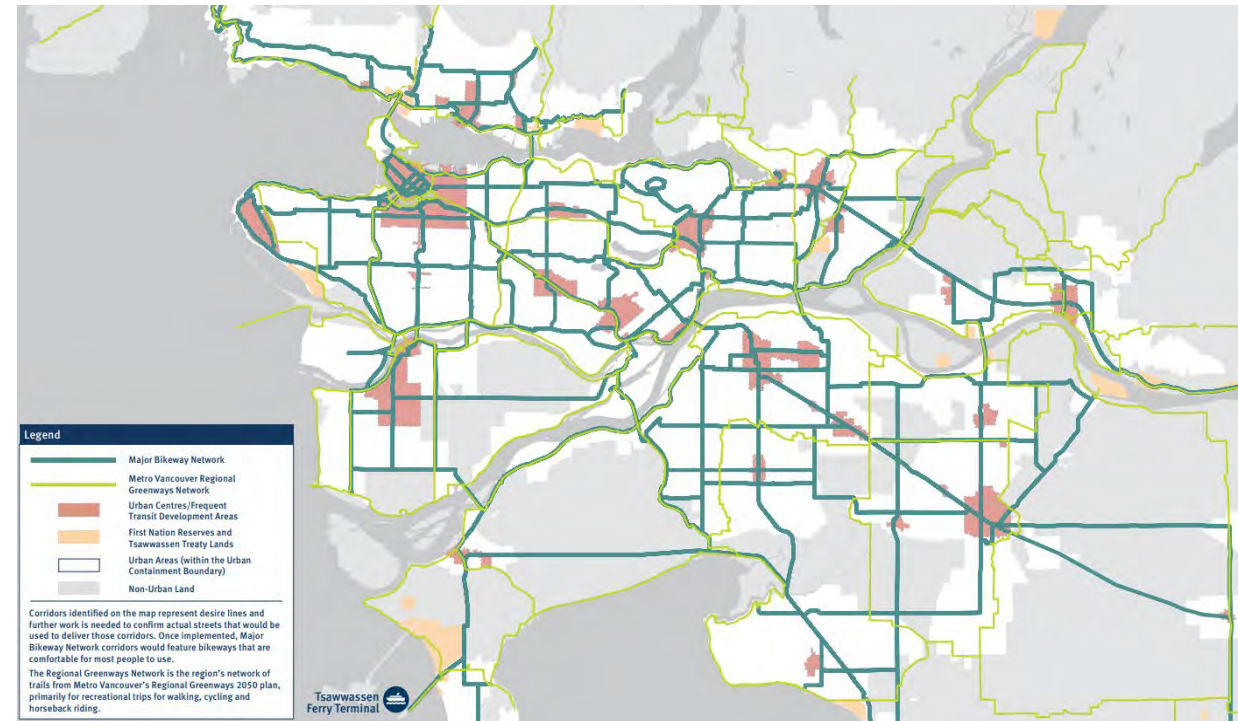 Legend
Major Bikeway Network
Metro Vancouver Regional
Greenways Network
Urban Centres/Frequent
Transit Development Areas
First Nation Reserves and
Tsawwassen Treaty Lands
Urban Areas (within the Urban
Containment Boundary)
Non-Urban Land
Corridors identified on the map represent desire lines and
further work is needed to confirm actual streets that would be
used to deliver those corridors. Once implemented, Major
Bikeway Network corridors would feature bikeways that are
comfortable for most people to use.
The Regional Greenways Network is the region's network of
trails from Metro Vancouver's Regional Greenways 2050 plan,
primarily for recreational trips for walking, cycling and
horseback riding.
Tsawwassen
Ferry Terminal